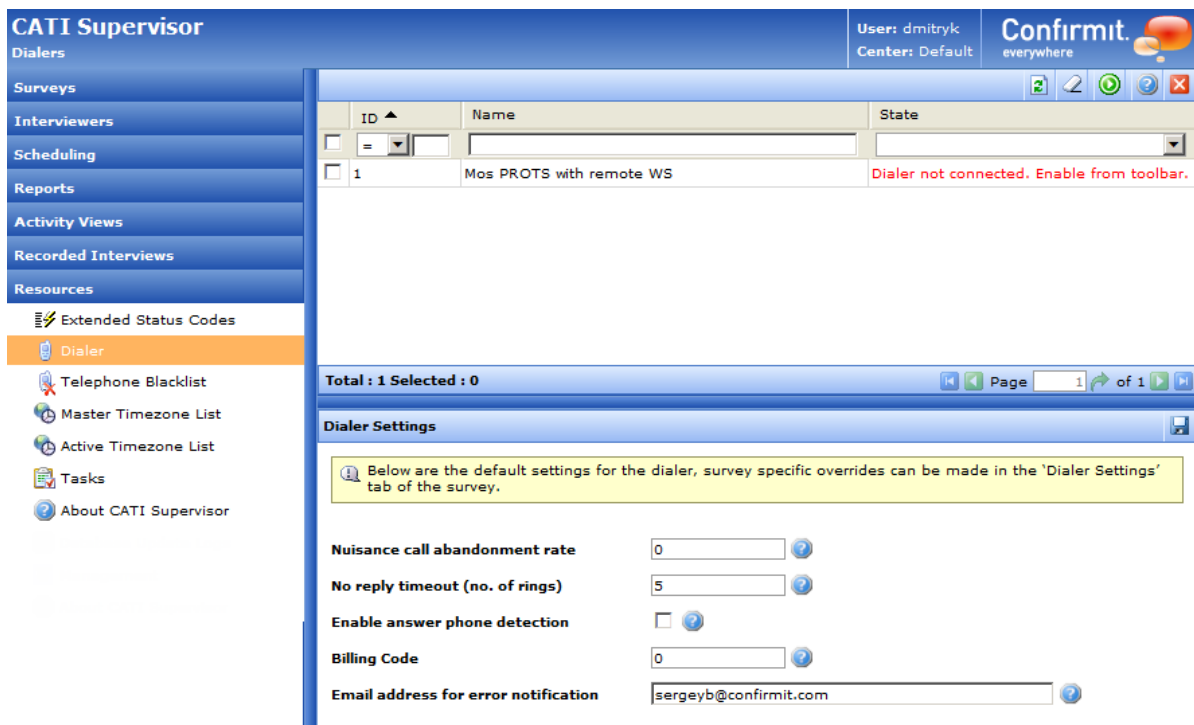 CATI Supervisor
Dialers
User: dmitryk
Center: Default
Confirmit.
everywhere
Surveys
Interviewers
Scheduling
Reports
Activity Views
Recorded Interviews
Resources
Extended Status Codes
Dialer
Telephone Blacklist
Master Timezone List
Active Timezone List
Tasks
About CATI Supervisor
ID Name State
=
1 Mos PROTS with remote WS Dialer not connected. Enable from toolbar.
Total : 1 Selected : 0 Page 1 of 1
Dialer Settings
Below are the default settings for the dialer, survey specific overrides can be made in the ‘Dialer Settings’
tab of the survey.
Nuisance call abandonment rate 0
No reply timeout (no. of rings) 5
Enable answer phone detection
Billing Code 0
Email address for error notification sergeyb@confirmit.com